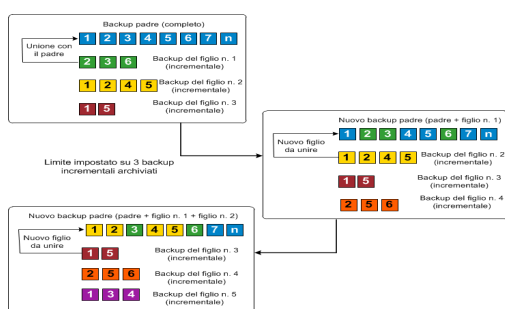 Backup padre (completo)
Unione con
il padre
1 2 3 4 5 6 7 n
2 3 6
Backup del figlio n. 1
(incrementale)
1 2 4 5
Backup del figlio n. 2
(incrementale)
1 5
Backup del figlio n. 3
(incrementale)
Limite impostato su 3 backup
incrementali archiviati
Nuovo backup padre (padre + figlio n. 1)
Nuovo figlio
da unire
1 2 3 4 5 6 7 n
1 2 4 5
Backup del figlio n. 2
(incrementale)
1 5
Backup del figlio n. 3
(incrementale)
2 5 6
Backup del figlio n. 4
(incrementale)
Nuovo backup padre (padre + figlio n. 1 + figlio n. 2)
Nuovo figlio
da unire
1 2 3 4 5 6 7 n
1 5
Backup del figlio n. 3
(incrementale)
2 5 6
Backup del figlio n. 4
(incrementale)
1 3 4
Backup del figlio n. 5
(incrementale)